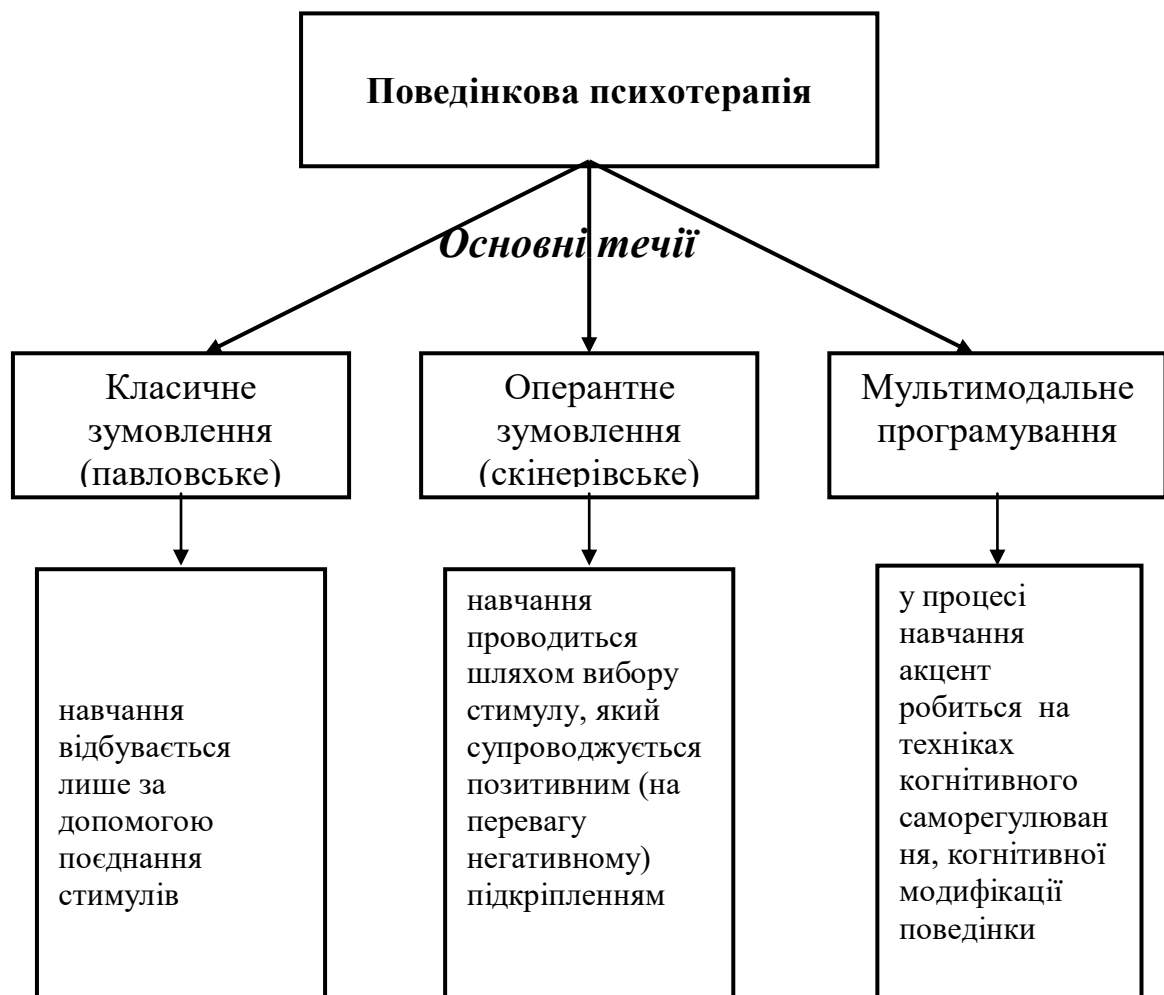 Поведінкова психотерапія
Основні течії
Класичне
зумовлення
(павловське)
Оперантне
зумовлення
(скінерівське)
Мультимодальне
програмування
навчання
відбувається
лише за
допомогою
поєднання
стимулів
навчання
проводиться
шляхом вибору
стимулу, який
супроводжується
позитивним (на
перевагу
негативному)
підкріпленням
у процесі
навчання
акцент
робиться на
техніках
когнітивного
саморегулюван
ня, когнітивної
модифікації
поведінки